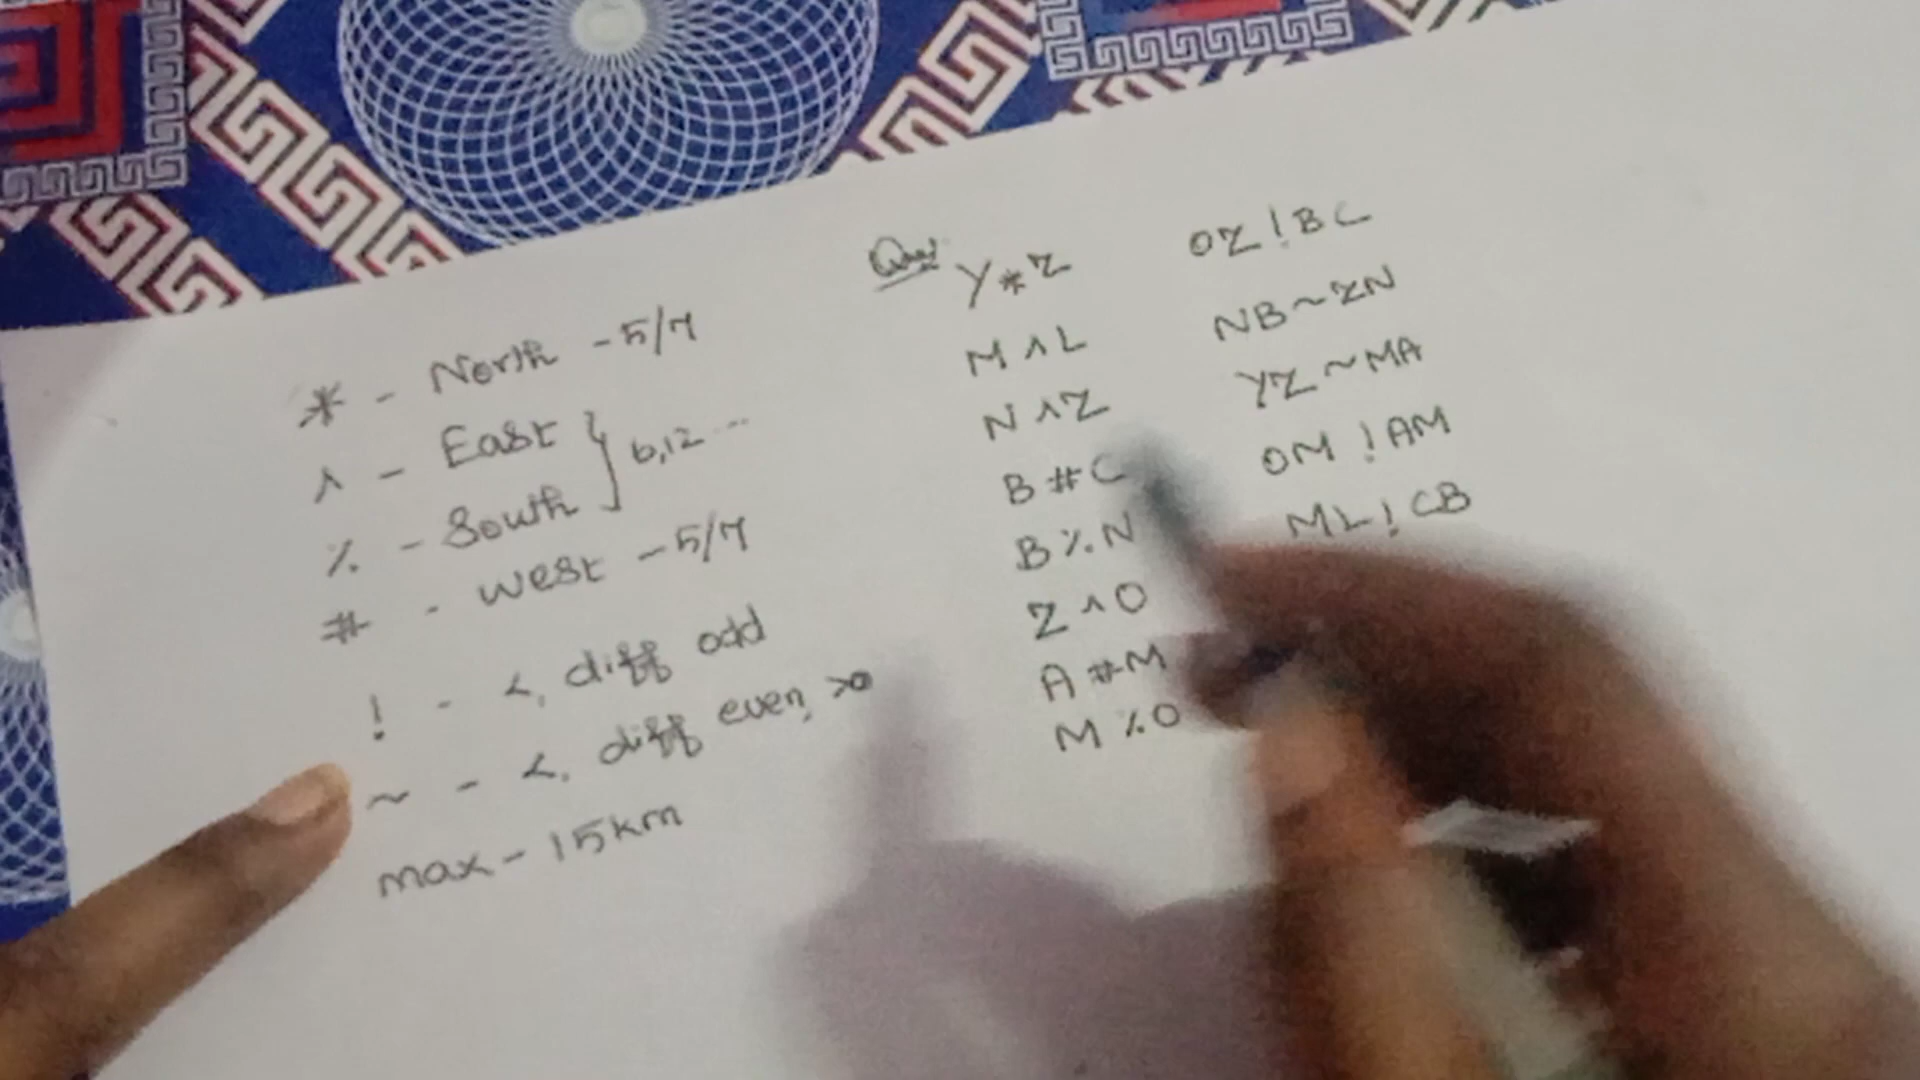 * - North - 5/7
^ - East } 6,12 ...
% - South
# - West - 5/7
! - <, diff odd
~ - <, diff even, >0
max - 15km
Ques
Y * Z
M ^ L
N ^ Z
B # C
B % N
Z ^ O
A # M
M % O
OZ ! BC
NB ~ ZN
YZ ~ MA
OM ! AM
ML ! CB